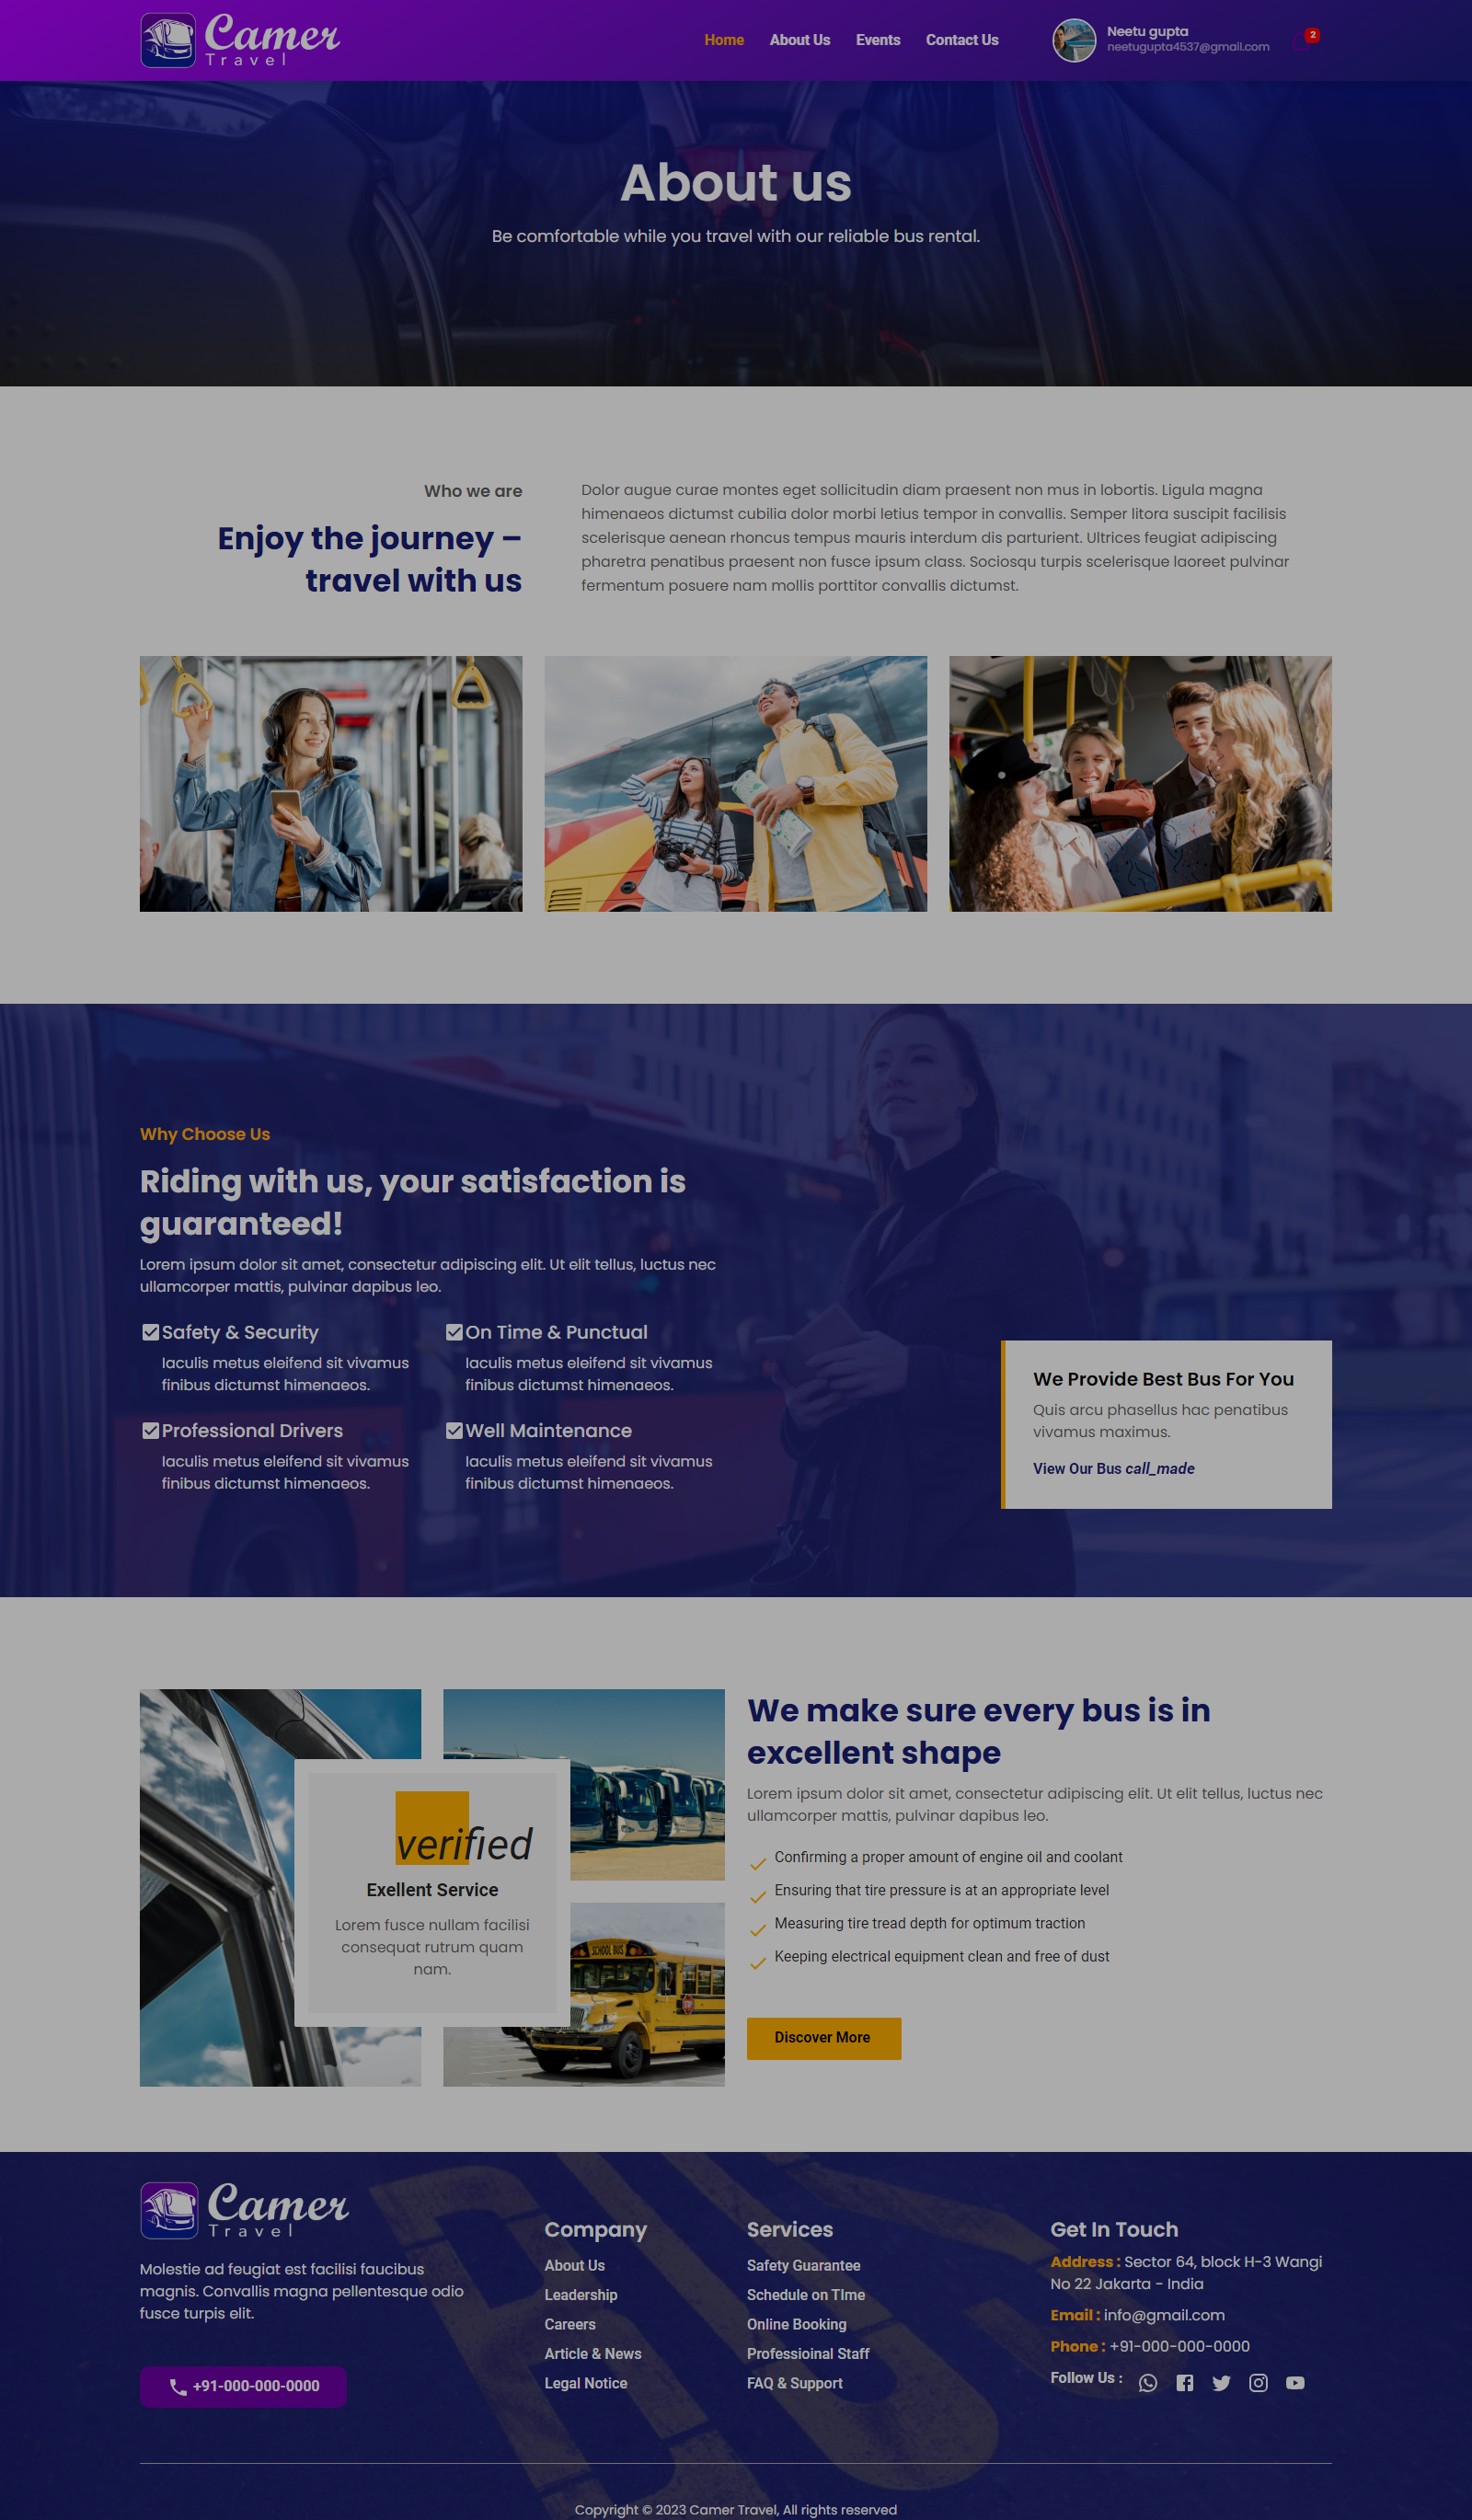 Camer
Travel
Home
About Us
Events
Contact Us
Neetu gupta
neetugupta4537@gmail.com
2
About us
Be comfortable while you travel with our reliable bus rental.
Who we are
Enjoy the journey –
travel with us
Dolor augue curae montes eget sollicitudin diam praesent non mus in lobortis. Ligula magna
himenaeos dictumst cubilia dolor morbi letius tempor in convallis. Semper litora suscipit facilisis
scelerisque aenean rhoncus tempus mauris interdum dis parturient. Ultrices feugiat adipiscing
pharetra penatibus praesent non fusce ipsum class. Sociosqu turpis scelerisque laoreet pulvinar
fermentum posuere nam mollis porttitor convallis dictumst.
Why Choose Us
Riding with us, your satisfaction is
guaranteed!
Lorem ipsum dolor sit amet, consectetur adipiscing elit. Ut elit tellus, luctus nec
ullamcorper mattis, pulvinar dapibus leo.
Safety & Security
Iaculis metus eleifend sit vivamus
finibus dictumst himenaeos.
On Time & Punctual
Iaculis metus eleifend sit vivamus
finibus dictumst himenaeos.
Professional Drivers
Iaculis metus eleifend sit vivamus
finibus dictumst himenaeos.
Well Maintenance
Iaculis metus eleifend sit vivamus
finibus dictumst himenaeos.
We Provide Best Bus For You
Quis arcu phasellus hac penatibus
vivamus maximus.
View Our Bus call_made
verified
Exellent Service
Lorem fusce nullam facilisi
consequat rutrum quam
nam.
SCHOOL BUS
We make sure every bus is in
excellent shape
Lorem ipsum dolor sit amet, consectetur adipiscing elit. Ut elit tellus, luctus nec
ullamcorper mattis, pulvinar dapibus leo.
Confirming a proper amount of engine oil and coolant
Ensuring that tire pressure is at an appropriate level
Measuring tire tread depth for optimum traction
Keeping electrical equipment clean and free of dust
Discover More
Camer
Travel
Molestie ad feugiat est facilisi faucibus
magnis. Convallis magna pellentesque odio
fusce turpis elit.
+91-000-000-0000
Company
About Us
Leadership
Careers
Article & News
Legal Notice
Services
Safety Guarantee
Schedule on TIme
Online Booking
Professioinal Staff
FAQ & Support
Get In Touch
Address : Sector 64, block H-3 Wangi
No 22 Jakarta - India
Email : info@gmail.com
Phone : +91-000-000-0000
Follow Us :
BUS
Copyright © 2023 Camer Travel, All rights reserved